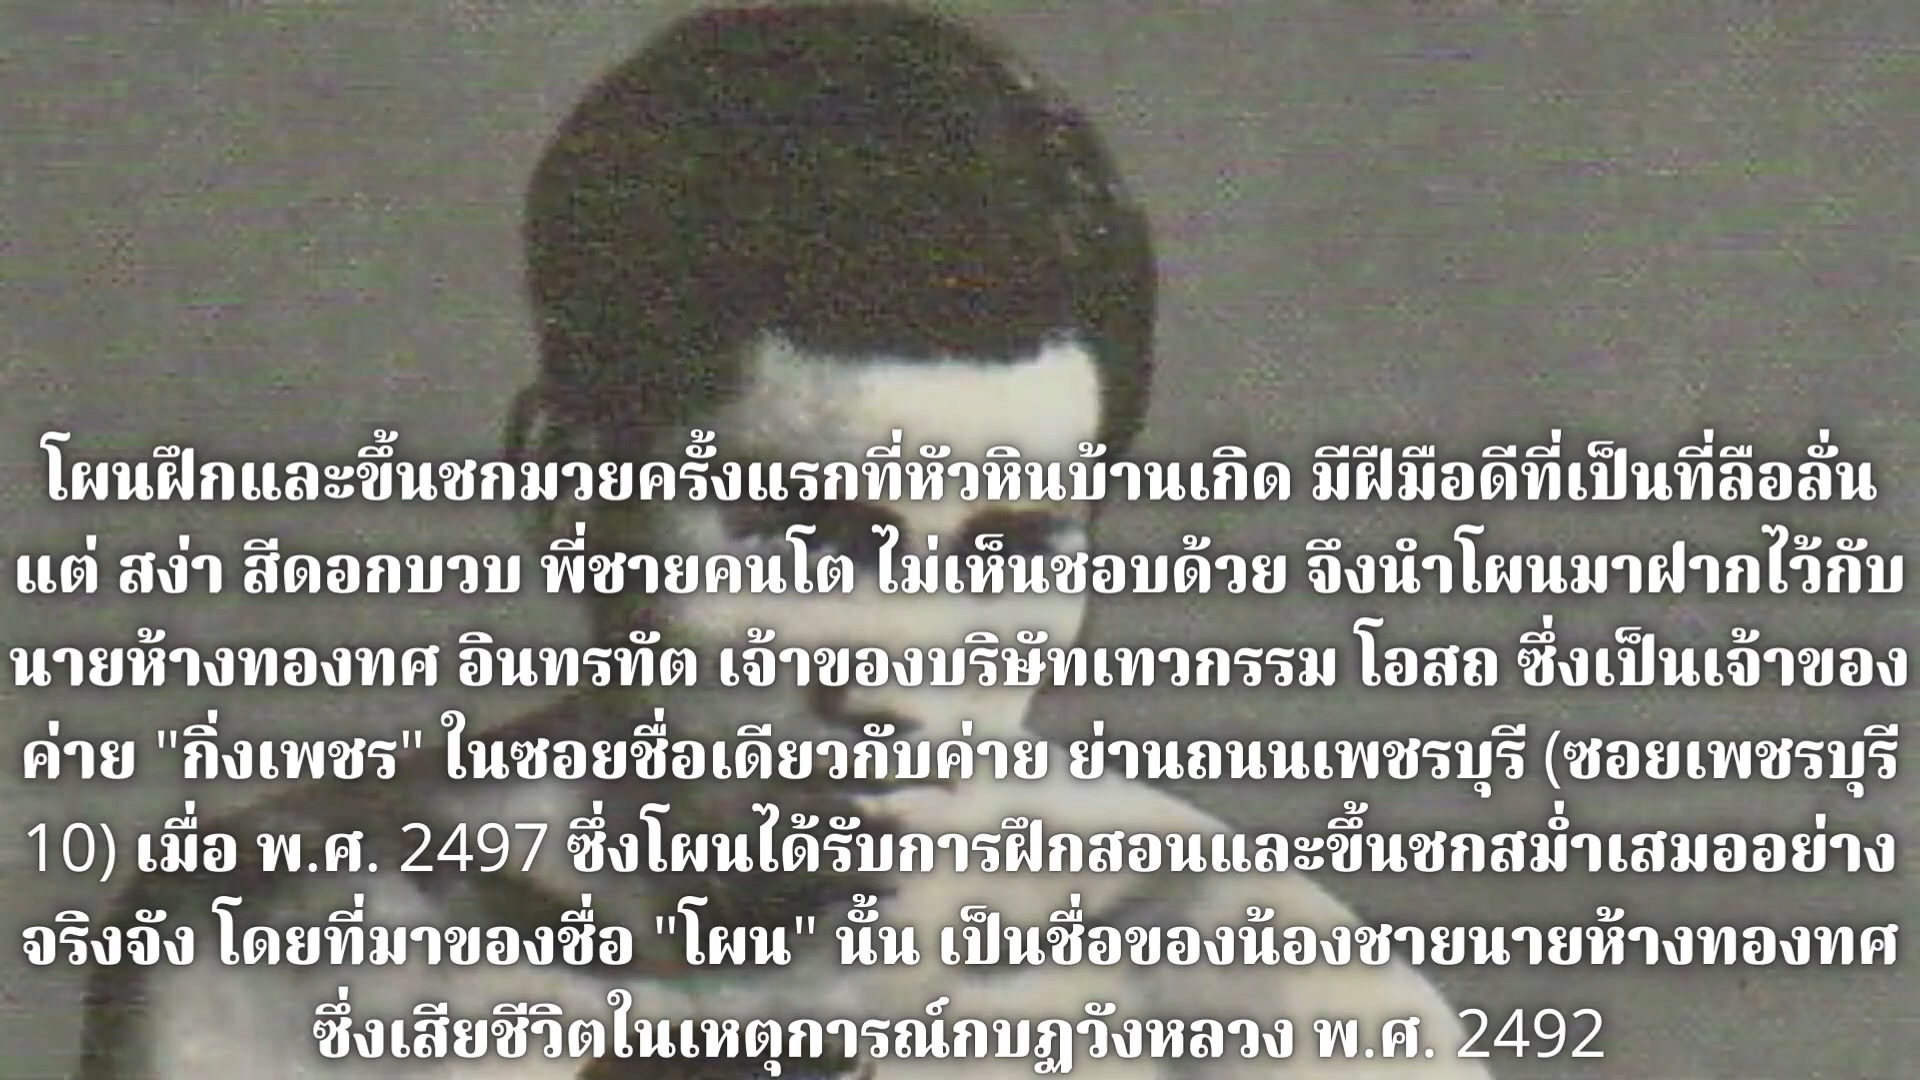 โผนฝึกและขึ้นชกมวยครั้งแรกที่หัวหินบ้านเกิด มีฝีมือดีที่เป็นที่ลือลั่น
แต่ สง่า สีดอกบวบ พี่ชายคนโต ไม่เห็นชอบด้วย จึงนำโผนมาฝากไว้กับ
นายห้างทองทศ อินทรทัต เจ้าของบริษัทเทวกรรม โอสถ ซึ่งเป็นเจ้าของ
ค่าย "กิ่งเพชร" ในซอยชื่อเดียวกับค่าย ย่านถนนเพชรบุรี (ซอยเพชรบุรี
10) เมื่อ พ.ศ. 2497 ซึ่งโผนได้รับการฝึกสอนและขึ้นชกสม่ำเสมออย่าง
จริงจัง โดยที่มาของชื่อ "โผน" นั้น เป็นชื่อของน้องชายนายห้างทองทศ
ซึ่งเสียชีวิตในเหตุการณ์กบฏวังหลวง พ.ศ. 2492